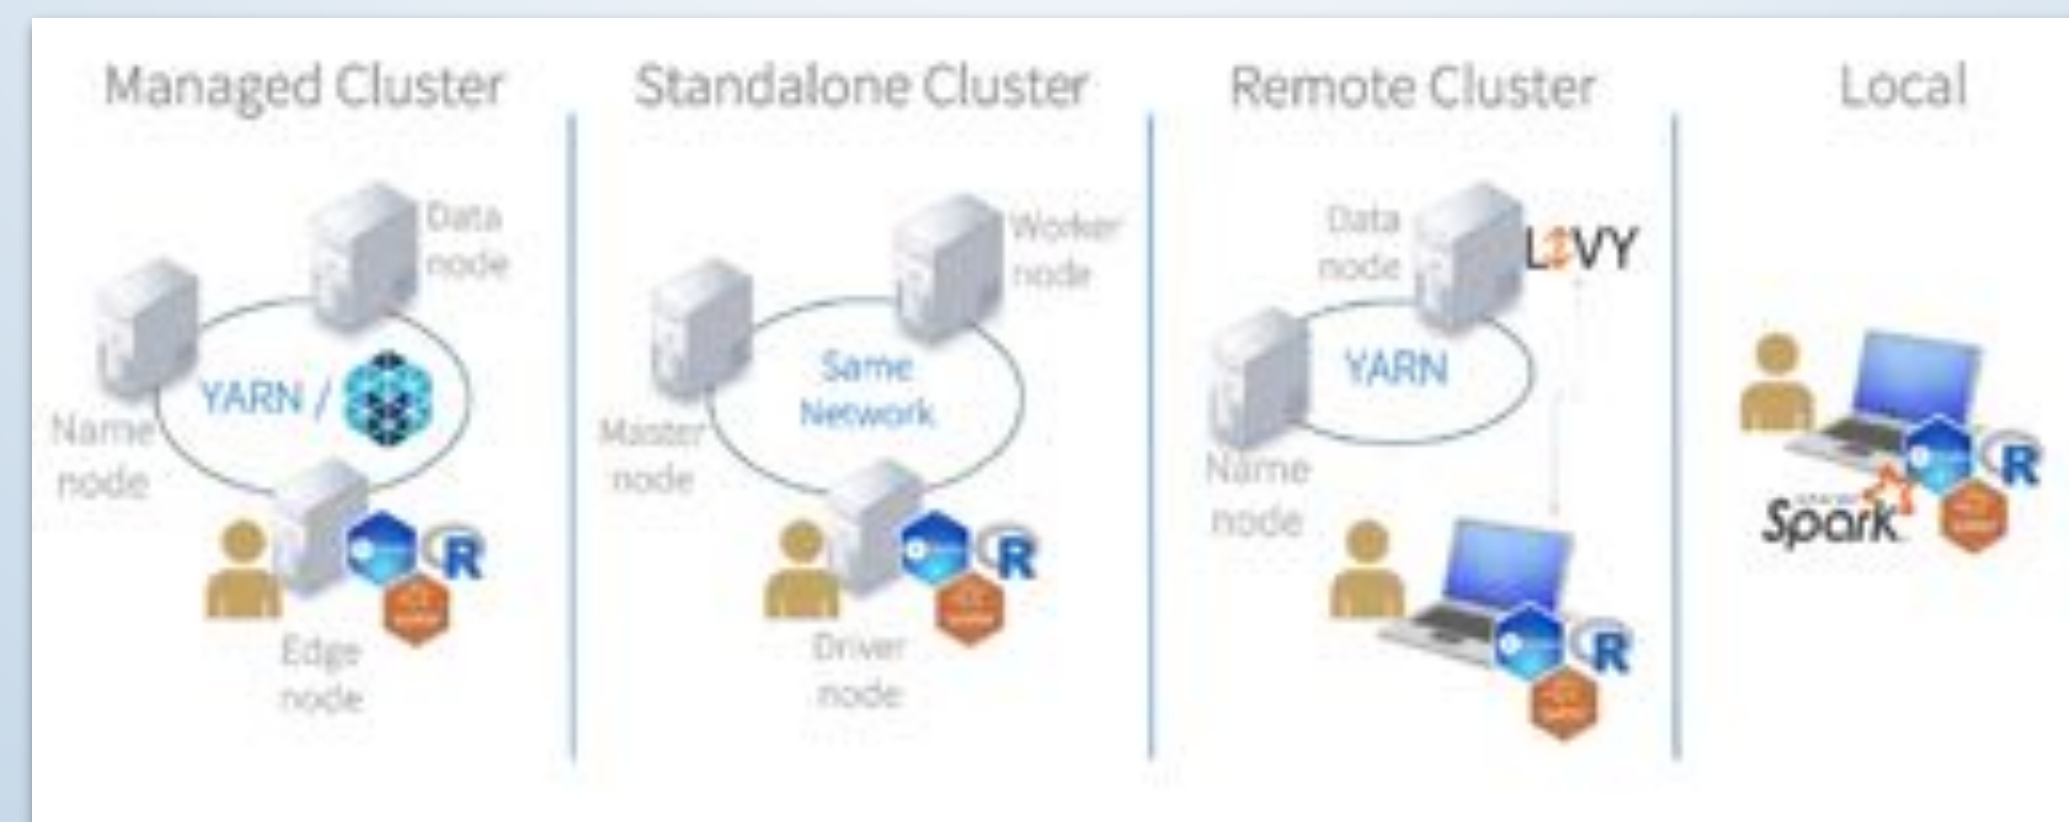 Managed Cluster
Data
node
YARN /
Name
node
Edge
node
R
Standalone Cluster
Worker
node
Same
Network
Master
node
Driver
node
R
Remote Cluster
Data
node
LIVY
YARN
Name
node
R
Local
R
Spark